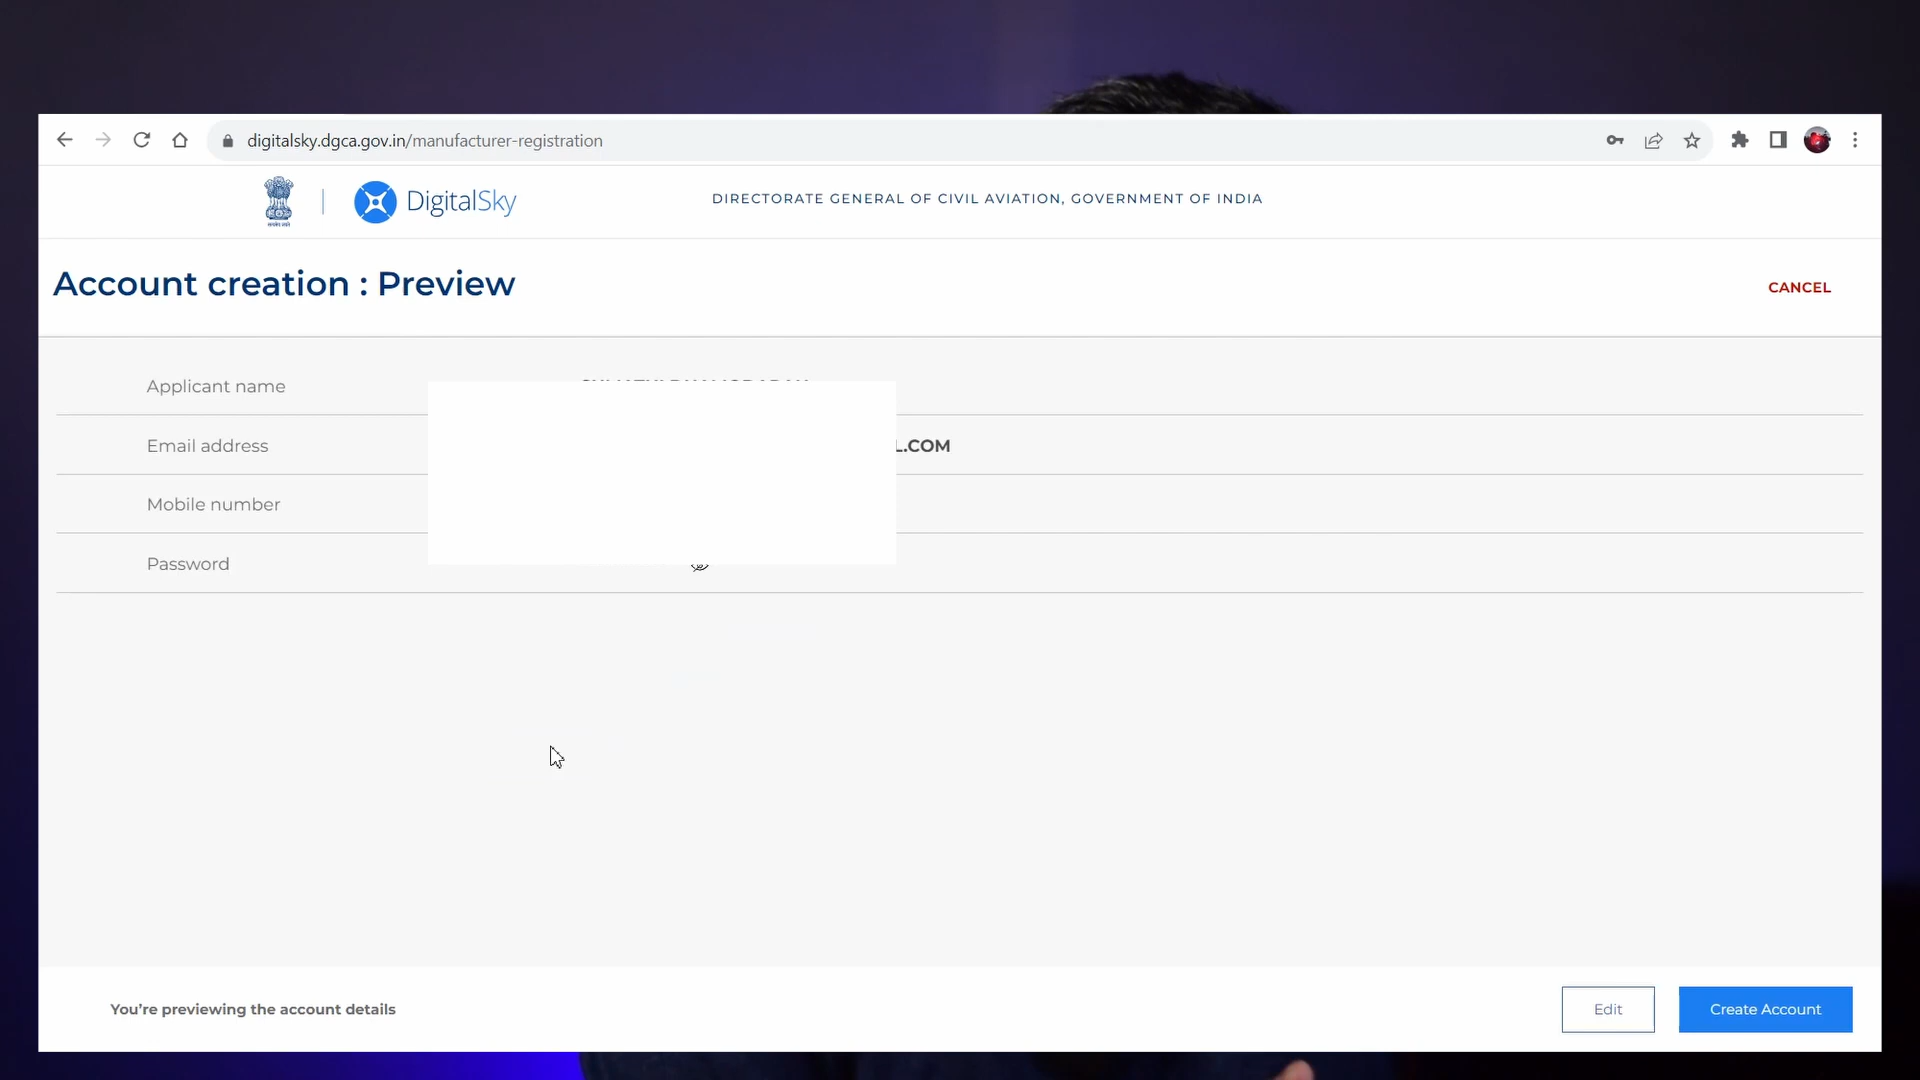 digitalsky.dgca.gov.in/manufacturer-registration
DigitalSky
DIRECTORATE GENERAL OF CIVIL AVIATION, GOVERNMENT OF INDIA
Account creation : Preview
CANCEL
Applicant name
Email address
L.COM
Mobile number
Password
You're previewing the account details
Edit
Create Account